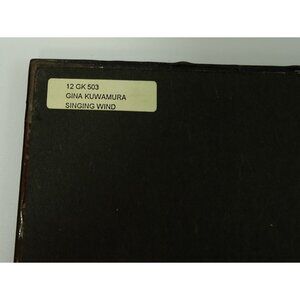 12 GK 503
GINA KUWAMURA
SINGING WIND